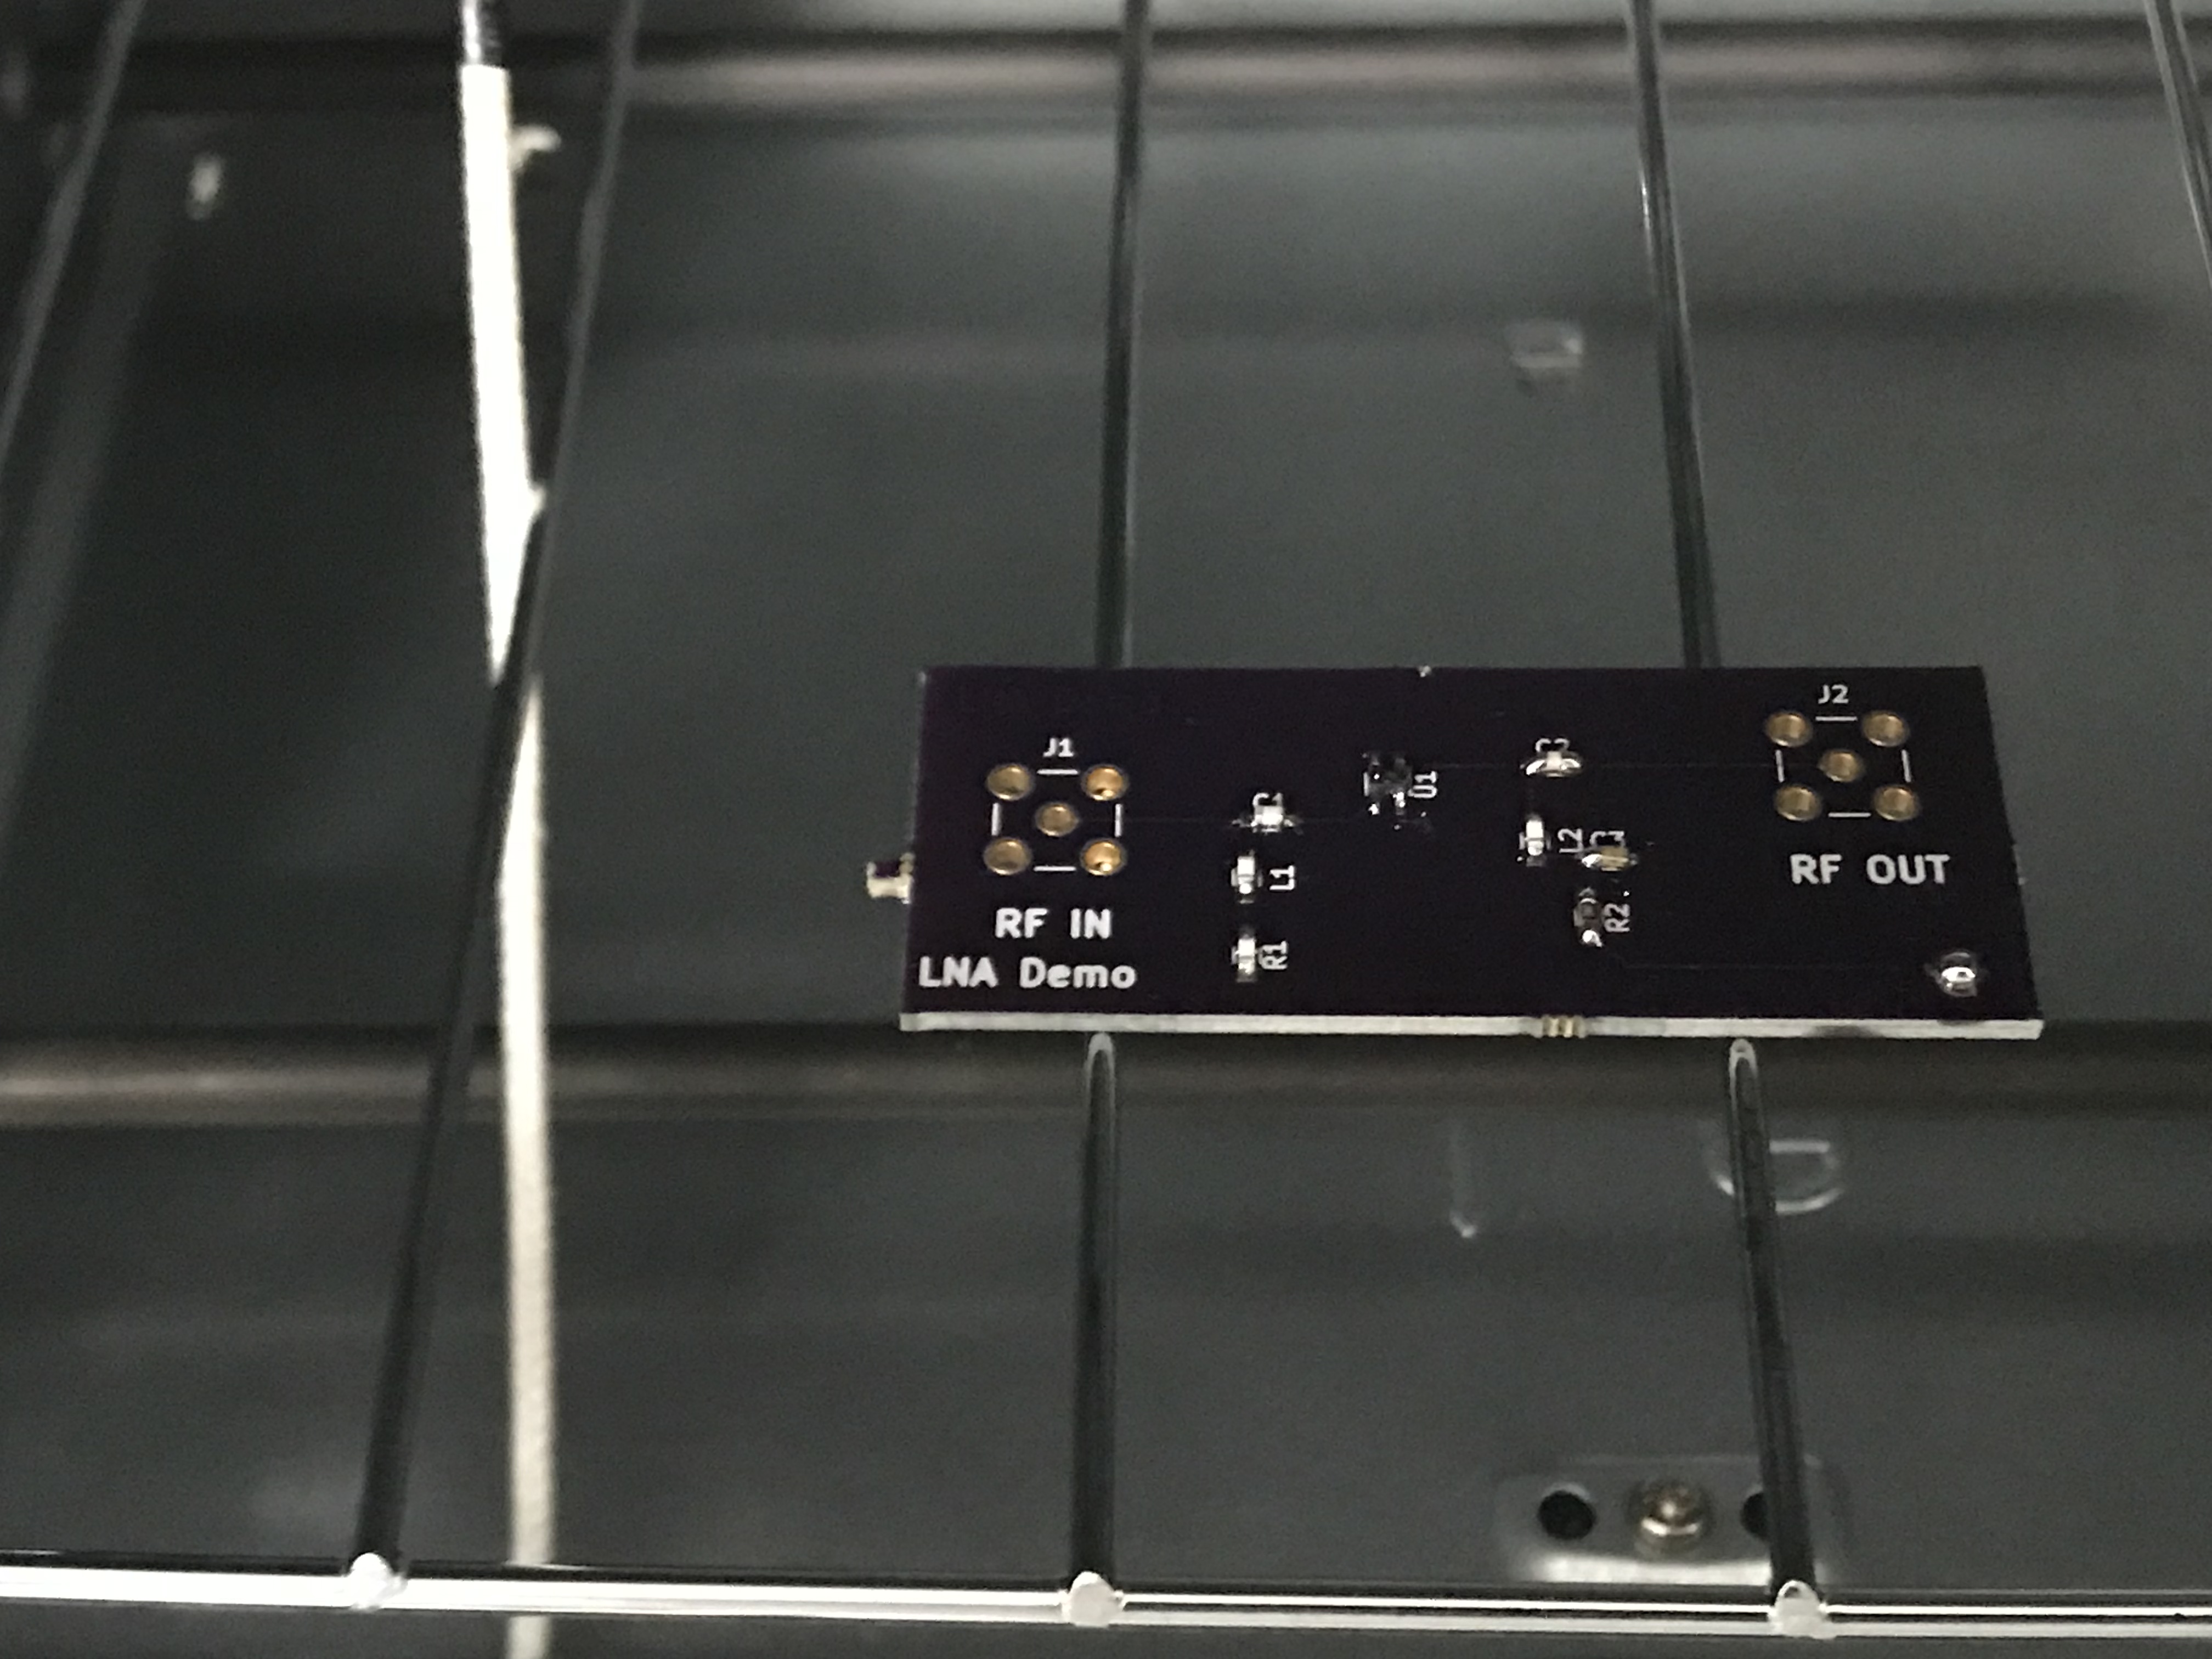 J1
J2
C1
U1
C2
L1
L2
C3
R1
R2
RF IN
RF OUT
LNA Demo